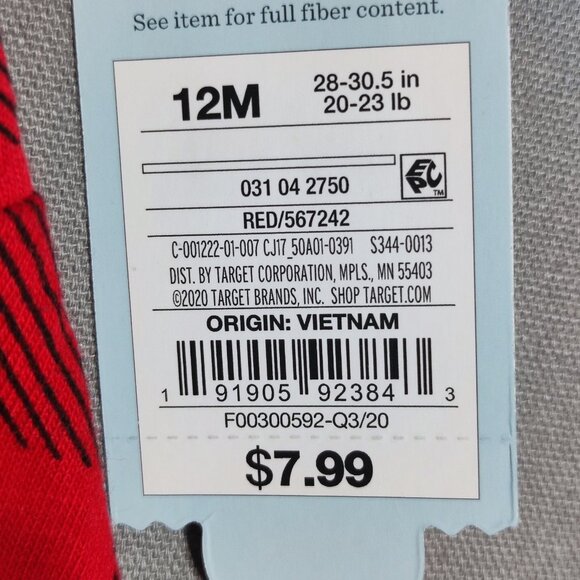 See item for full fiber content.
12M
28-30.5 in
20-23 lb
EPC
TM
031 04 2750
RED/567242
C-001222-01-007 CJ17_50A01-0391 S344-0013
DIST. BY TARGET CORPORATION, MPLS., MN 55403
©2020 TARGET BRANDS, INC. SHOP TARGET.COM
ORIGIN: VIETNAM
1 91905 92384 3
F00300592-Q3/20
$7.99